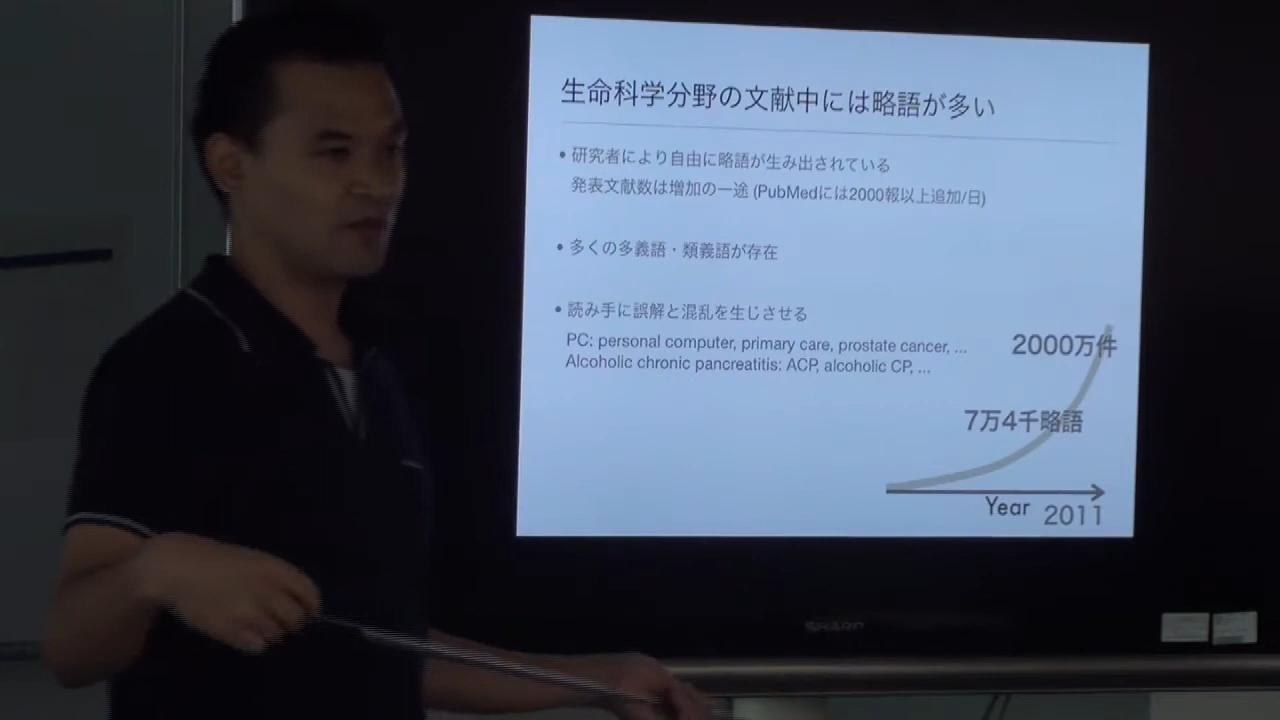 生命科学分野の文献中には略語が多い
• 研究者により自由に略語が生み出されている
発表文献数は増加の一途 (PubMedには2000報以上追加/日)
• 多くの多義語・類義語が存在
• 読み手に誤解と混乱を生じさせる
PC: personal computer, primary care, prostate cancer, ...
Alcoholic chronic pancreatitis: ACP, alcoholic CP, ...
2000万件
7万4千略語
Year
2011
SHARP